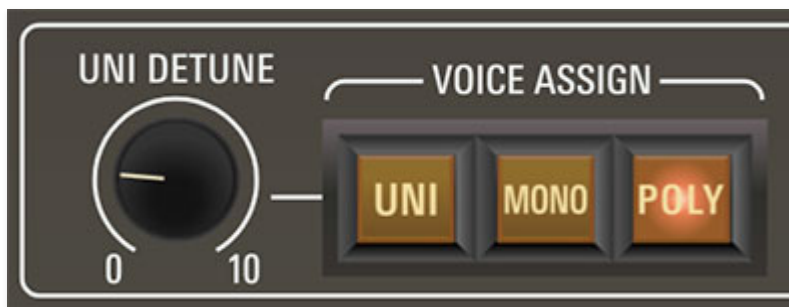 UNI DETUNE
VOICE ASSIGN
UNI MONO POLY
0 10